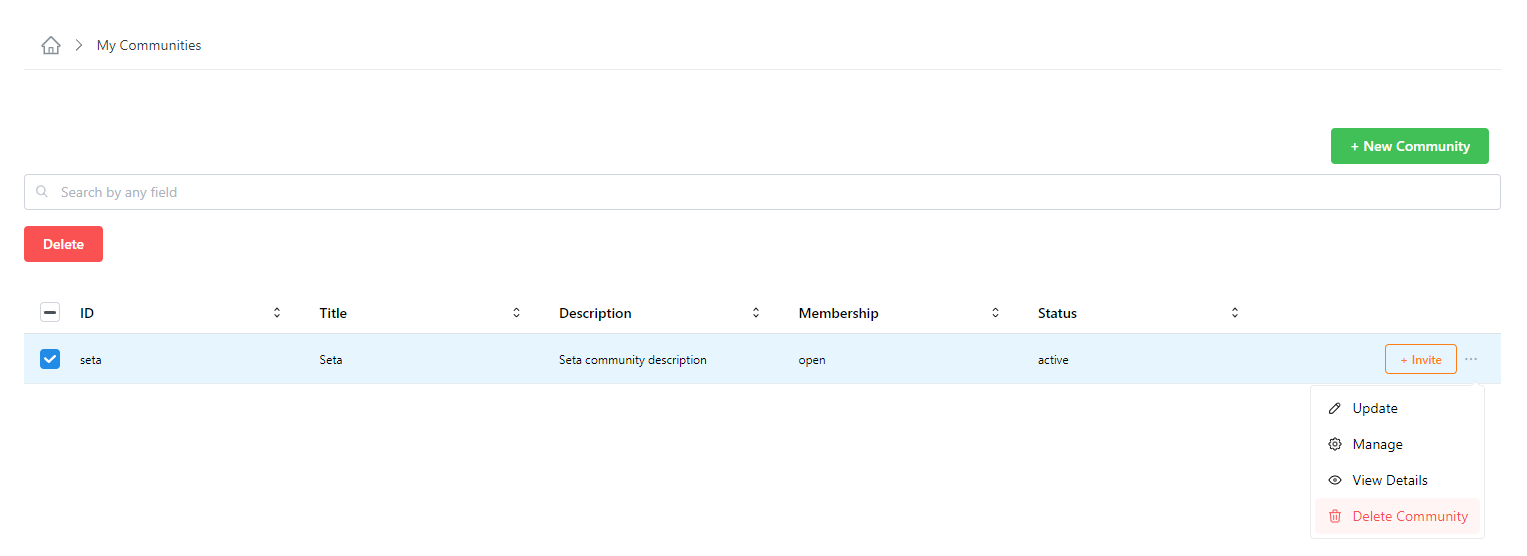 My Communities
+ New Community
Search by any field
Delete
ID Title Description Membership Status
seta Seta Seta community description open active + Invite ...
Update
Manage
View Details
Delete Community